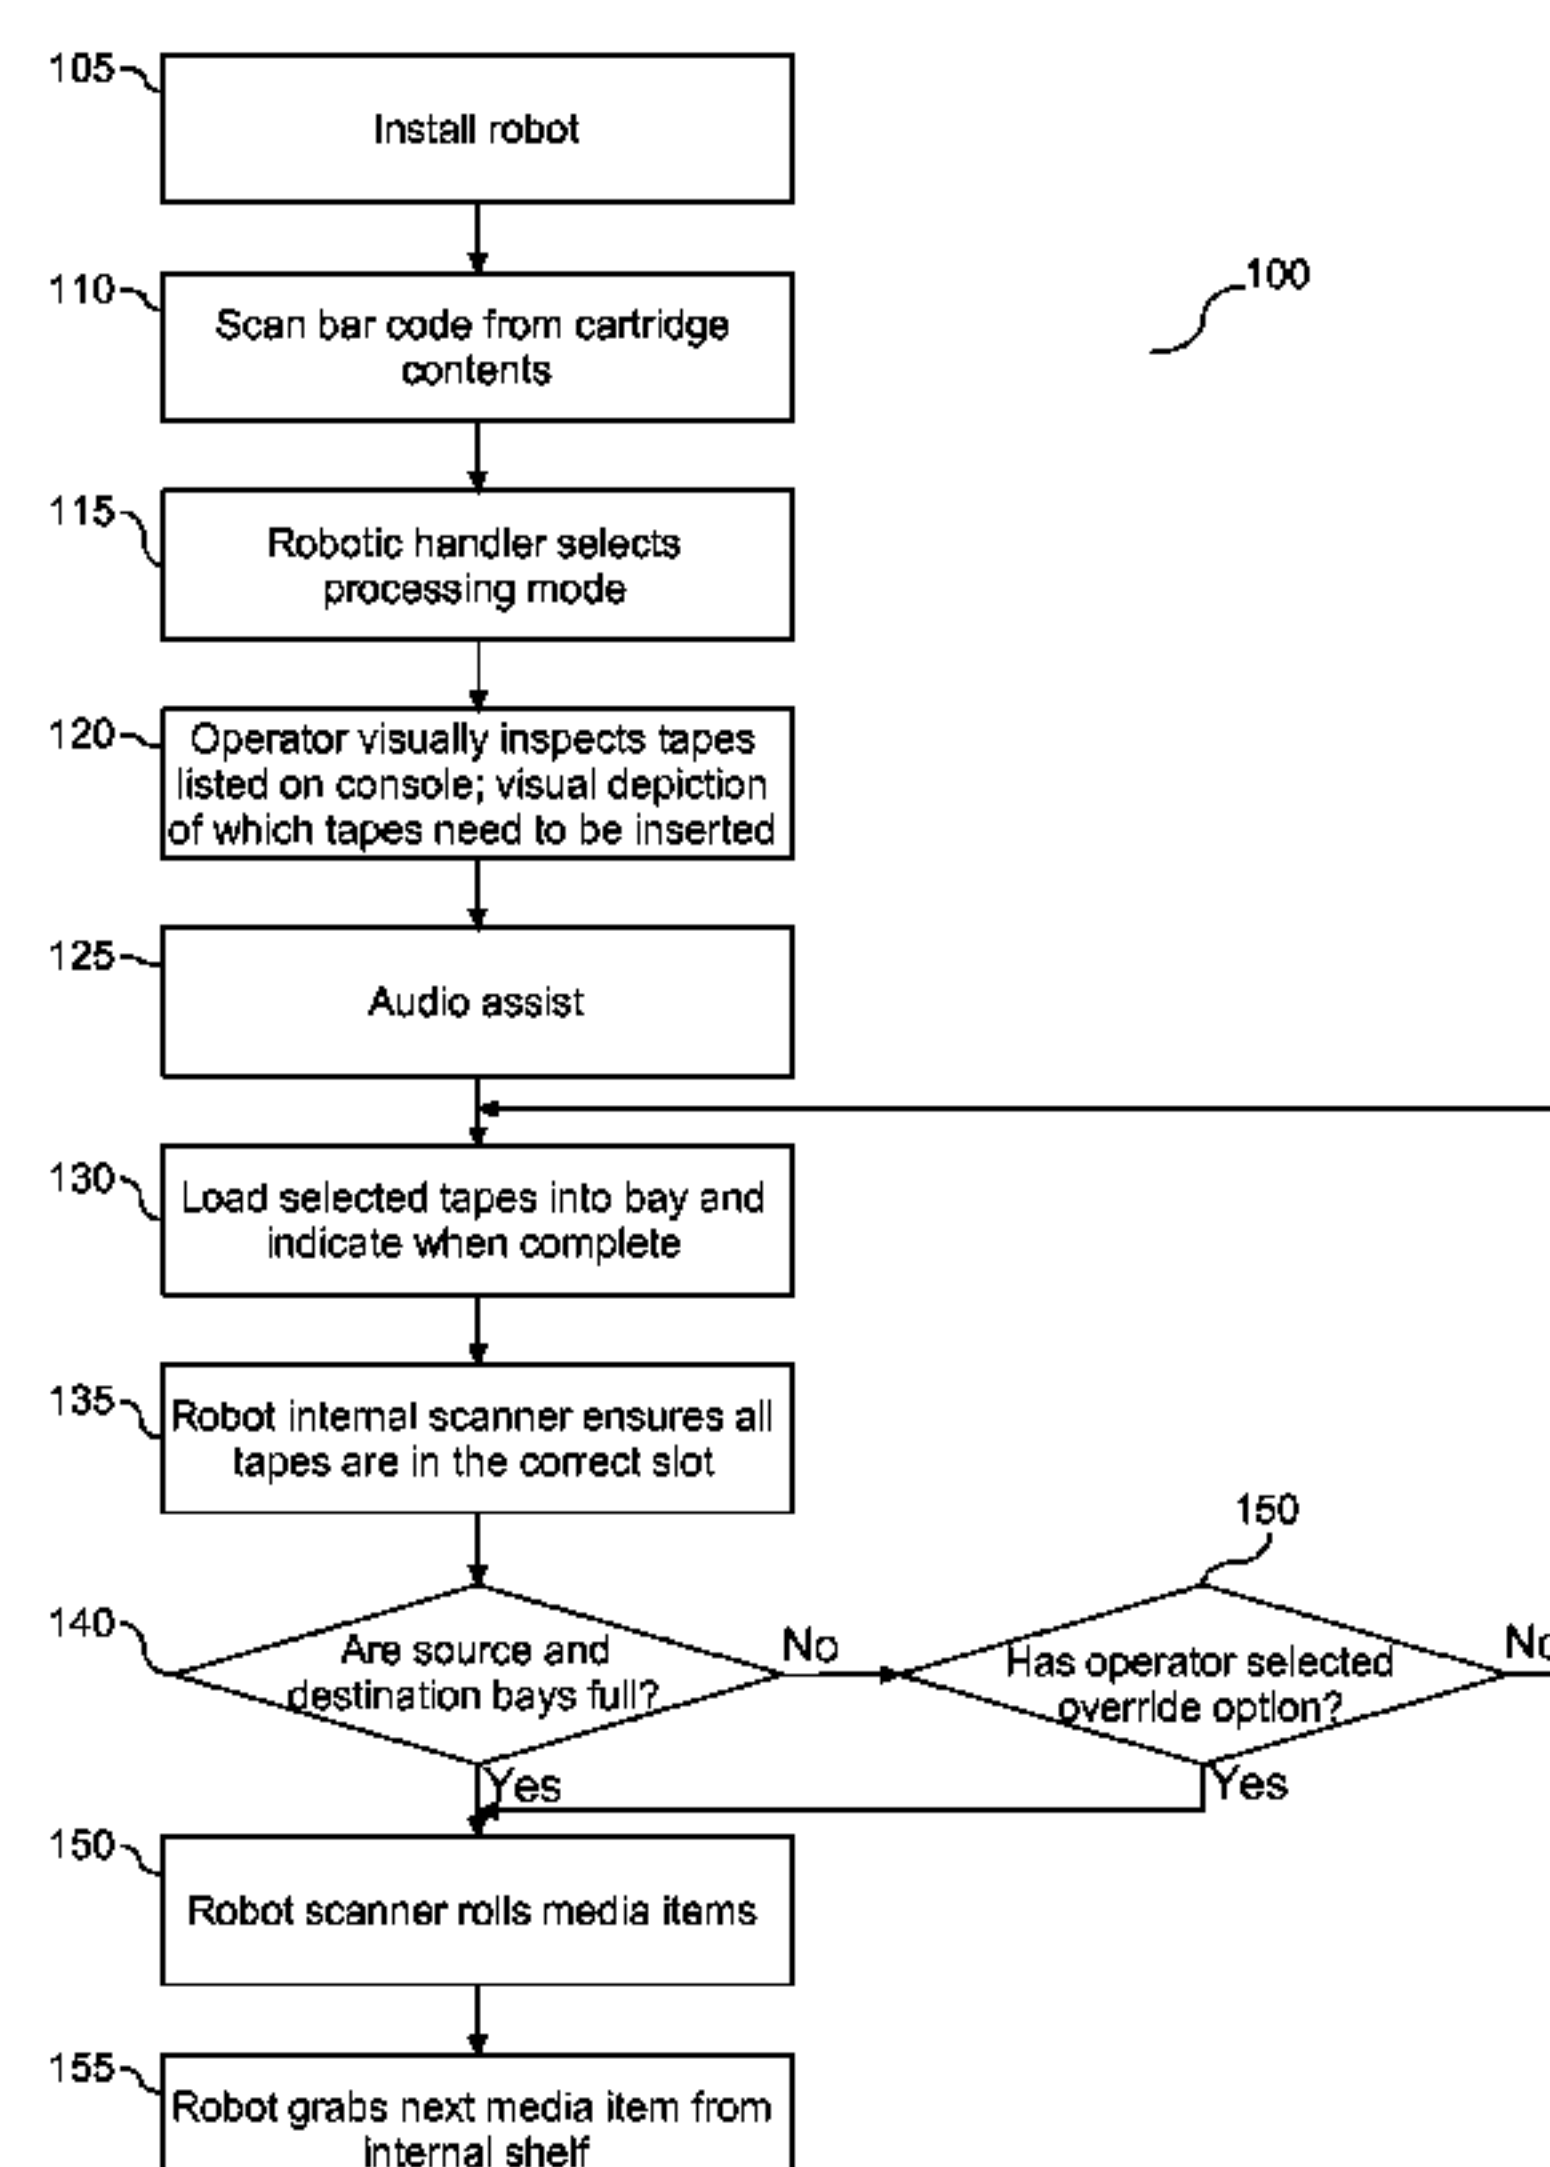 105
Install robot
110
Scan bar code from cartridge
contents
100
115
Robotic handler selects
processing mode
120
Operator visually inspects tapes
listed on console; visual depiction
of which tapes need to be inserted
125
Audio assist
130
Load selected tapes into bay and
indicate when complete
135
Robot internal scanner ensures all
tapes are in the correct slot
140
Are source and
destination bays full?
No
150
Has operator selected
override option?
No
Yes
Yes
150
Robot scanner rolls media items
155
Robot grabs next media item from
internal shelf